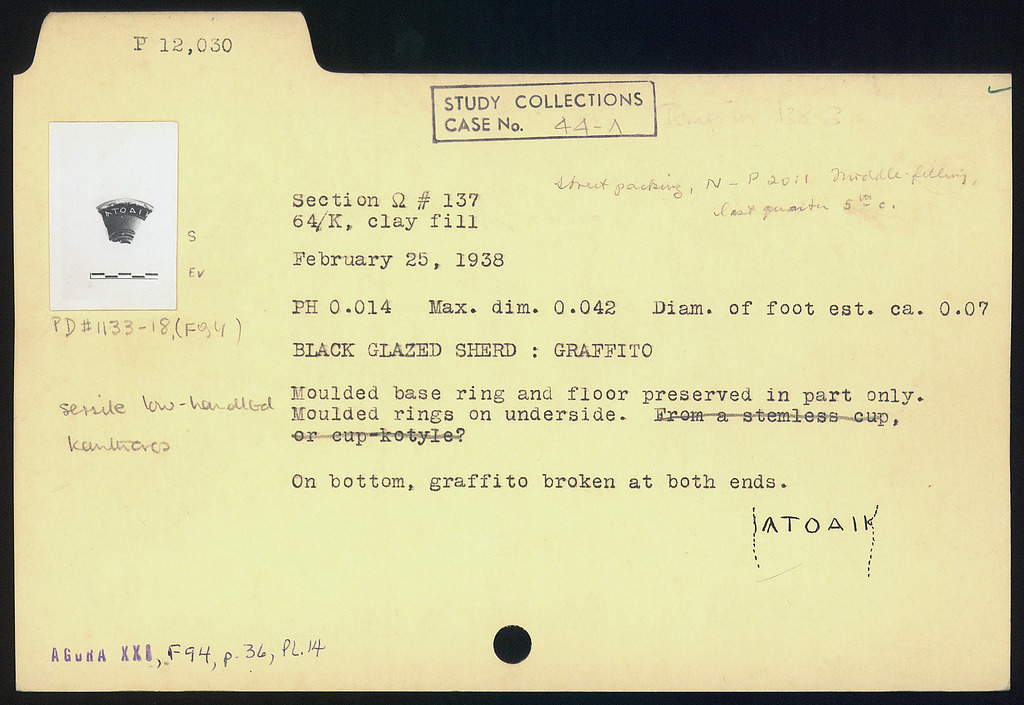 P 12,030
STUDY COLLECTIONS
CASE No. 44-Λ
street packing, N-P 20:1 Middle filling,
last quarter 5th c.
Section Ω # 137
64/K, clay fill
February 25, 1938
ΛΤΟΔΙΚ
S
EV
PD#1133-18, (F94)
PH 0.014 Max. dim. 0.042 Diam. of foot est. ca. 0.07
BLACK GLAZED SHERD : GRAFFITO
sessile low-handled
kantharos
Moulded base ring and floor preserved in part only.
Moulded rings on underside. From a stemless cup,
or cup-kotyle?
On bottom, graffito broken at both ends.
ΛΤΟΔΙΚ
AGORA XXI, F94, p. 36, PL. 14